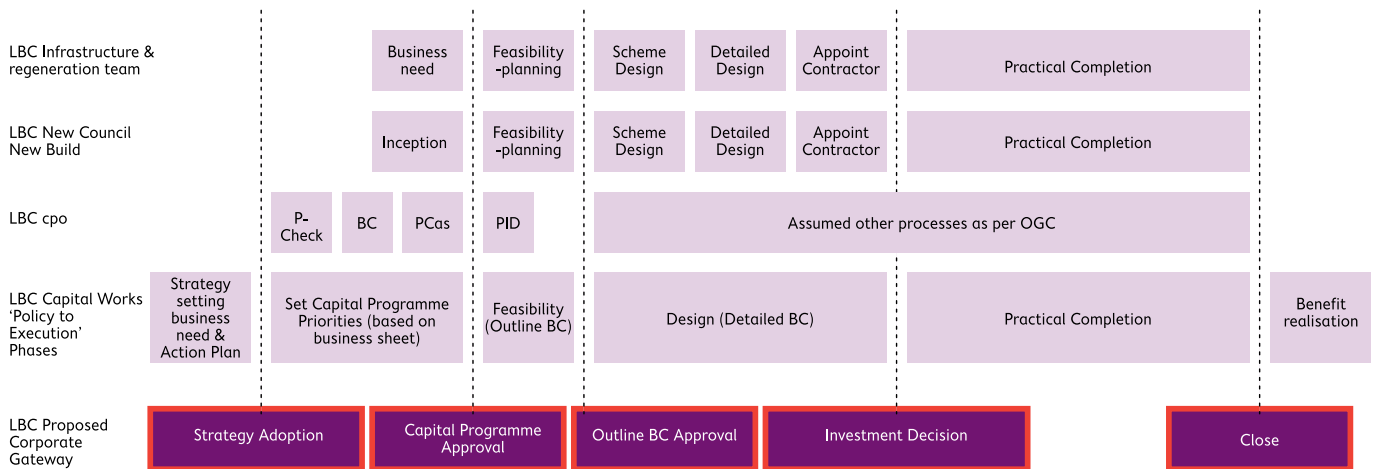 LBC Infrastructure &
regeneration team
Business
need
Feasibility
-planning
Scheme
Design
Detailed
Design
Appoint
Contractor
Practical Completion
LBC New Council
New Build
Inception
Feasibility
-planning
Scheme
Design
Detailed
Design
Appoint
Contractor
Practical Completion
LBC cpo
P-
Check
BC
PCas
PID
Assumed other processes as per OGC
LBC Capital Works
‘Policy to
Execution’
Phases
Strategy
setting
business
need &
Action Plan
Set Capital Programme
Priorities (based on
business sheet)
Feasibility
(Outline BC)
Design (Detailed BC)
Practical Completion
Benefit
realisation
LBC Proposed
Corporate
Gateway
Strategy Adoption
Capital Programme
Approval
Outline BC Approval
Investment Decision
Close